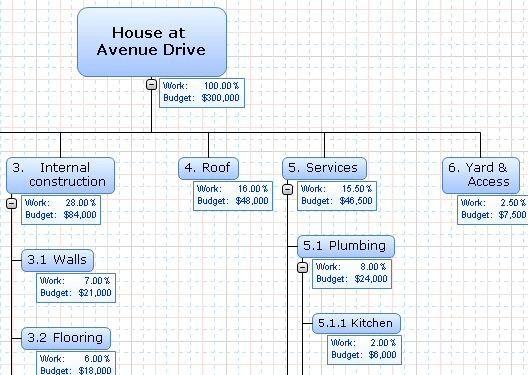 House at
Avenue Drive
Work: 100.00%
Budget: $300,000
3. Internal
construction
Work: 28.00%
Budget: $84,000
4. Roof
Work: 16.00%
Budget: $48,000
5. Services
Work: 15.50%
Budget: $46,500
6. Yard &
Access
Work: 2.50%
Budget: $7,500
3.1 Walls
Work: 7.00%
Budget: $21,000
5.1 Plumbing
Work: 8.00%
Budget: $24,000
3.2 Flooring
Work: 6.00%
Budget: $18,000
5.1.1 Kitchen
Work: 2.00%
Budget: $6,000